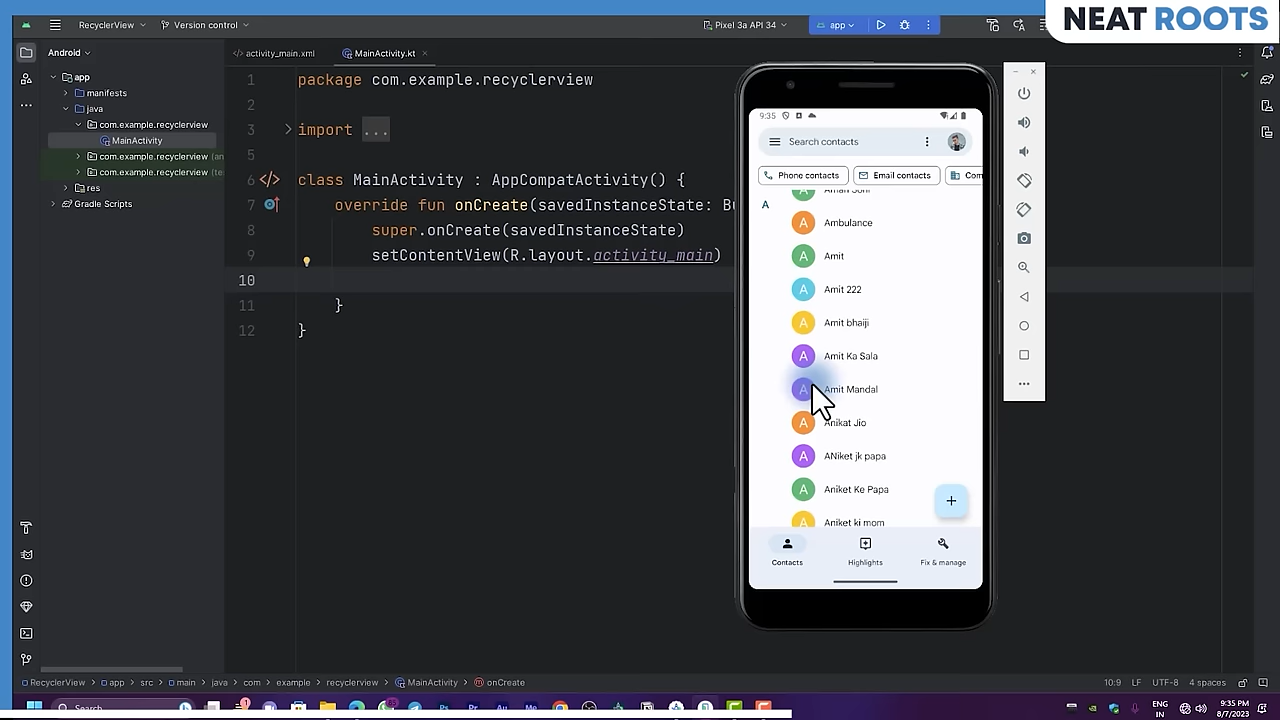 NEAT ROOTS
RecyclerView
Version control
Pixel 3a API 34
app
Android
activity_main.xml
MainActivity.kt
app
manifests
java
com.example.recyclerview
MainActivity
com.example.recyclerview (an
com.example.recyclerview (te
res
Gradle Scripts
1 package com.example.recyclerview
2
3 import ...
5
6 class MainActivity : AppCompatActivity() {
7 override fun onCreate(savedInstanceState: Bu
8 super.onCreate(savedInstanceState)
9 setContentView(R.layout.activity_main)
10
11 }
12 }
9:35
Search contacts
Phone contacts
Email contacts
Com
A
Aman Soni
A Ambulance
A Amit
A Amit 222
A Amit bhaiji
A Amit Ka Sala
A Amit Mandal
A Anikat Jio
A ANiket jk papa
A Aniket Ke Papa
A Aniket ki mom
Contacts
Highlights
Fix & manage
RecyclerView
app
src
main
java
com
example
recyclerview
MainActivity
onCreate
10:9
LF
UTF-8
4 spaces
Search
ENG
IN
9:35 PM
8/7/2023